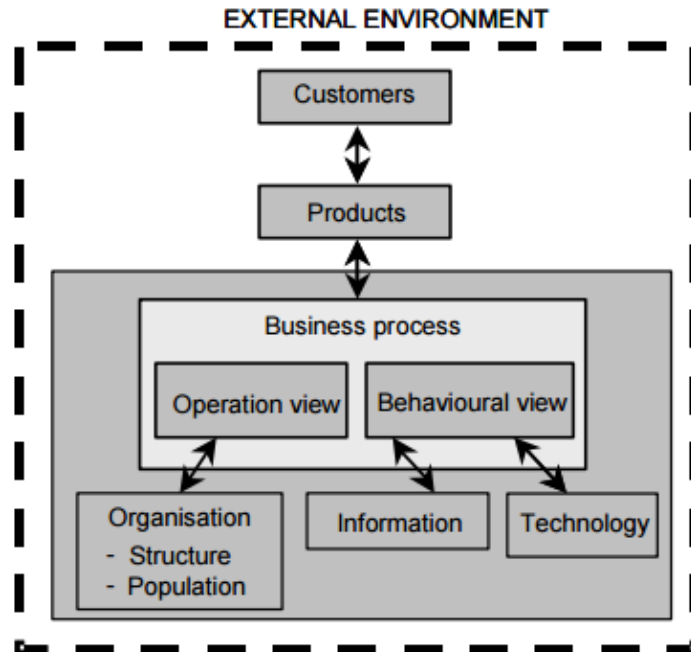 EXTERNAL ENVIRONMENT
Customers
Products
Business process
Operation view
Behavioural view
Organisation
- Structure
- Population
Information
Technology